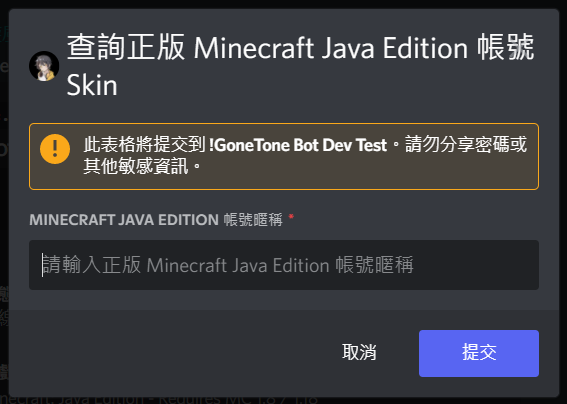 查詢正版 Minecraft Java Edition 帳號
Skin
此表格將提交到 !GoneTone Bot Dev Test。請勿分享密碼或
其他敏感資訊。
MINECRAFT JAVA EDITION 帳號暱稱 *
請輸入正版 Minecraft Java Edition 帳號暱稱
取消
提交